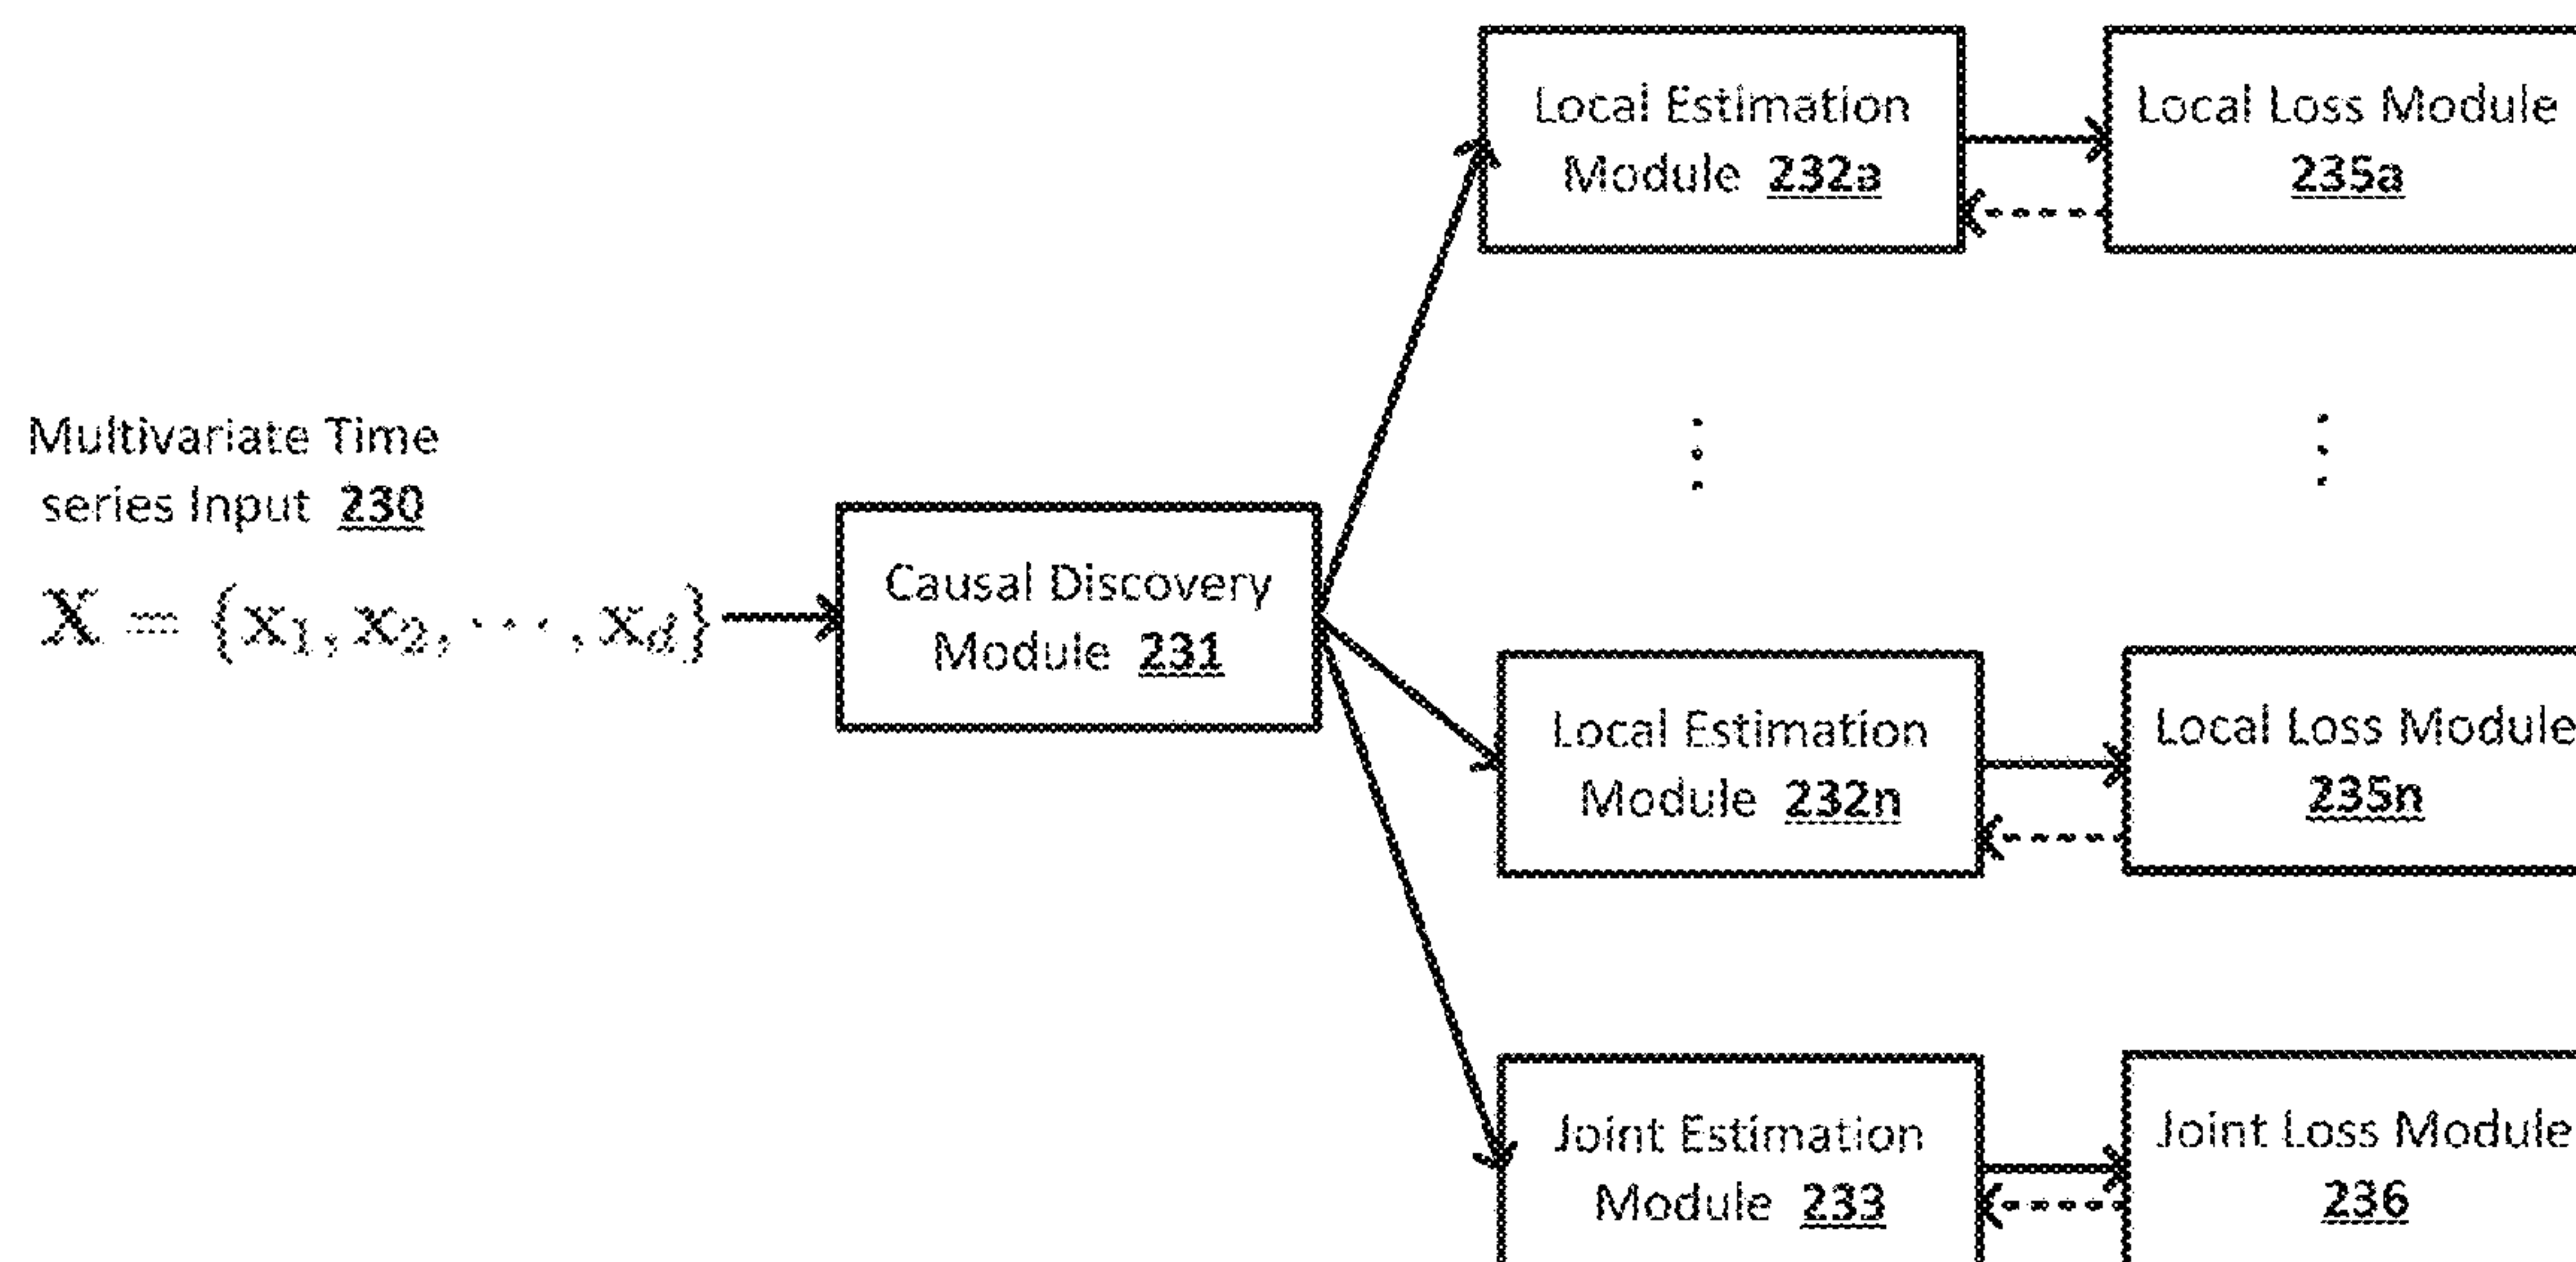 Local Estimation
Module 232a
Local Loss Module
235a
Multivariate Time
series Input 230
X = {x₁, x₂, ⋯, x_d}
Causal Discovery
Module 231
Local Estimation
Module 232n
Local Loss Module
235n
Joint Estimation
Module 233
Joint Loss Module
236